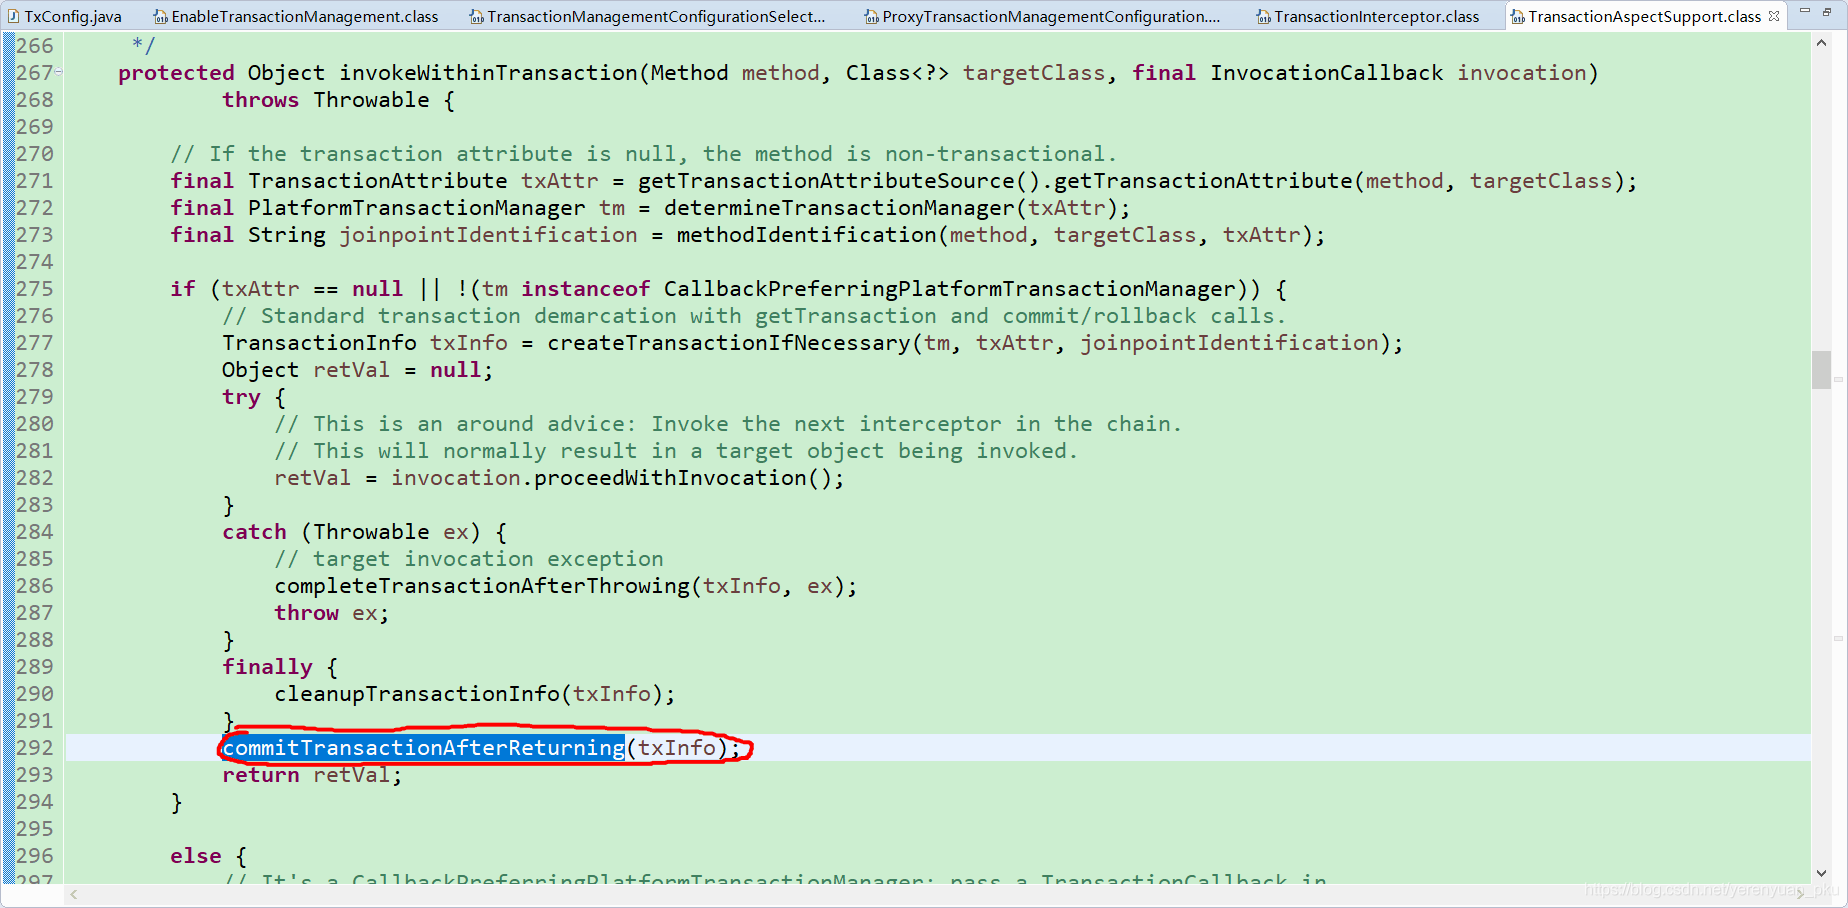 TxConfig.java EnableTransactionManagement.class TransactionManagementConfigurationSelect... ProxyTransactionManagementConfiguration.... TransactionInterceptor.class TransactionAspectSupport.class
266 */
267 protected Object invokeWithinTransaction(Method method, Class<?> targetClass, final InvocationCallback invocation)
268 throws Throwable {
269
270 // If the transaction attribute is null, the method is non-transactional.
271 final TransactionAttribute txAttr = getTransactionAttributeSource().getTransactionAttribute(method, targetClass);
272 final PlatformTransactionManager tm = determineTransactionManager(txAttr);
273 final String joinpointIdentification = methodIdentification(method, targetClass, txAttr);
274
275 if (txAttr == null || !(tm instanceof CallbackPreferringPlatformTransactionManager)) {
276 // Standard transaction demarcation with getTransaction and commit/rollback calls.
277 TransactionInfo txInfo = createTransactionIfNecessary(tm, txAttr, joinpointIdentification);
278 Object retVal = null;
279 try {
280 // This is an around advice: Invoke the next interceptor in the chain.
281 // This will normally result in a target object being invoked.
282 retVal = invocation.proceedWithInvocation();
283 }
284 catch (Throwable ex) {
285 // target invocation exception
286 completeTransactionAfterThrowing(txInfo, ex);
287 throw ex;
288 }
289 finally {
290 cleanupTransactionInfo(txInfo);
291 }
292 commitTransactionAfterReturning(txInfo);
293 return retVal;
294 }
295
296 else {
297 // It's a CallbackPreferringPlatformTransactionManager: pass a TransactionCallback in.
https://blog.csdn.net/yerenyuan_pku